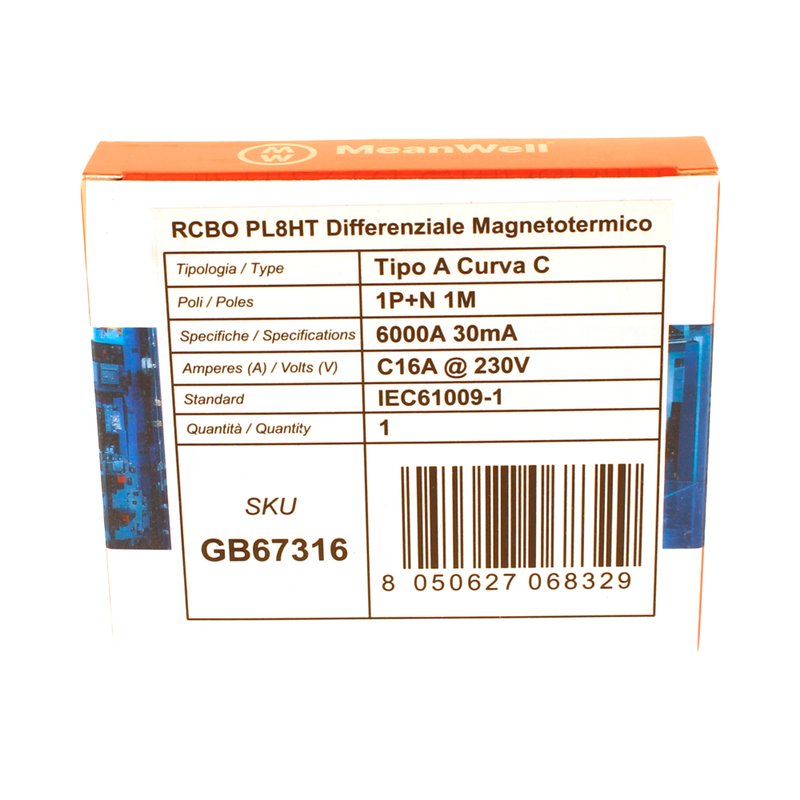 MW MeanWell
RCBO PL8HT Differenziale Magnetotermico
Tipologia / Type Tipo A Curva C
Poli / Poles 1P+N 1M
Specifiche / Specifications 6000A 30mA
Amperes (A) / Volts (V) C16A @ 230V
Standard IEC61009-1
Quantità / Quantity 1
SKU
GB67316
8 050627 068329